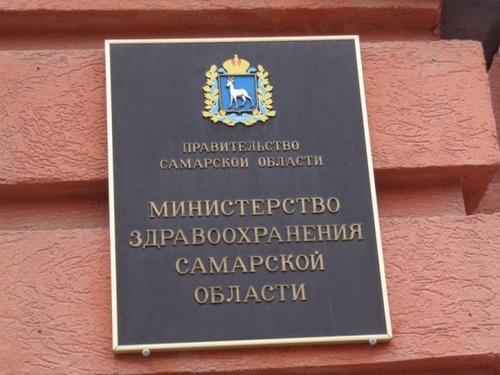 ПРАВИТЕЛЬСТВО
САМАРСКОЙ ОБЛАСТИ
МИНИСТЕРСТВО
ЗДРАВООХРАНЕНИЯ
САМАРСКОЙ
ОБЛАСТИ